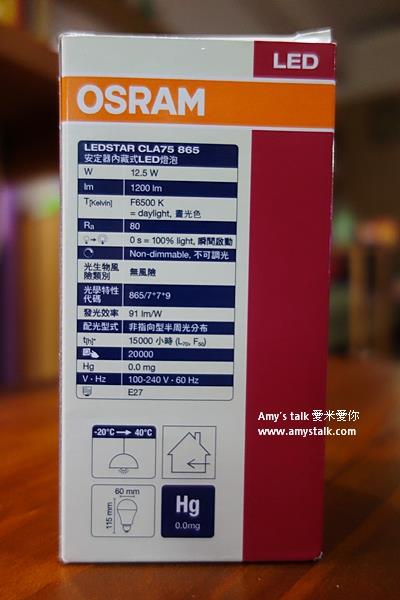 LED
OSRAM
LEDSTAR CLA75 865
安定器內藏式LED燈泡
W 12.5 W
lm 1200 lm
T[Kelvin] F6500 K
= daylight, 晝光色
Ra 80
0 s = 100% light, 瞬間啟動
Non-dimmable, 不可調光
光生物風險類別 無風險
光學特性代碼 865/7*7*9
發光效率 91 lm/W
配光型式 非指向型半周光分布
t[h]* 15000 小時 (L70, F50)
20000
Hg 0.0 mg
V・Hz 100-240 V・60 Hz
E27
Amy's talk 愛米愛你
www.amystalk.com
-20°C → 40°C
60 mm
115 mm
Hg
0.0mg